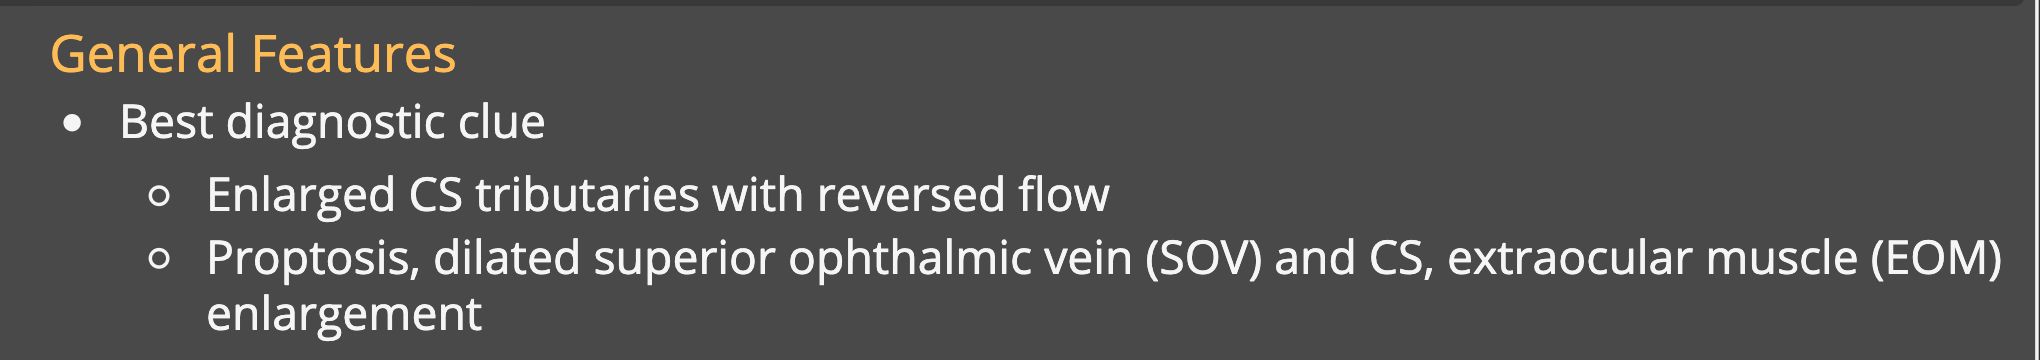 General Features
• Best diagnostic clue
○ Enlarged CS tributaries with reversed flow
○ Proptosis, dilated superior ophthalmic vein (SOV) and CS, extraocular muscle (EOM)
enlargement